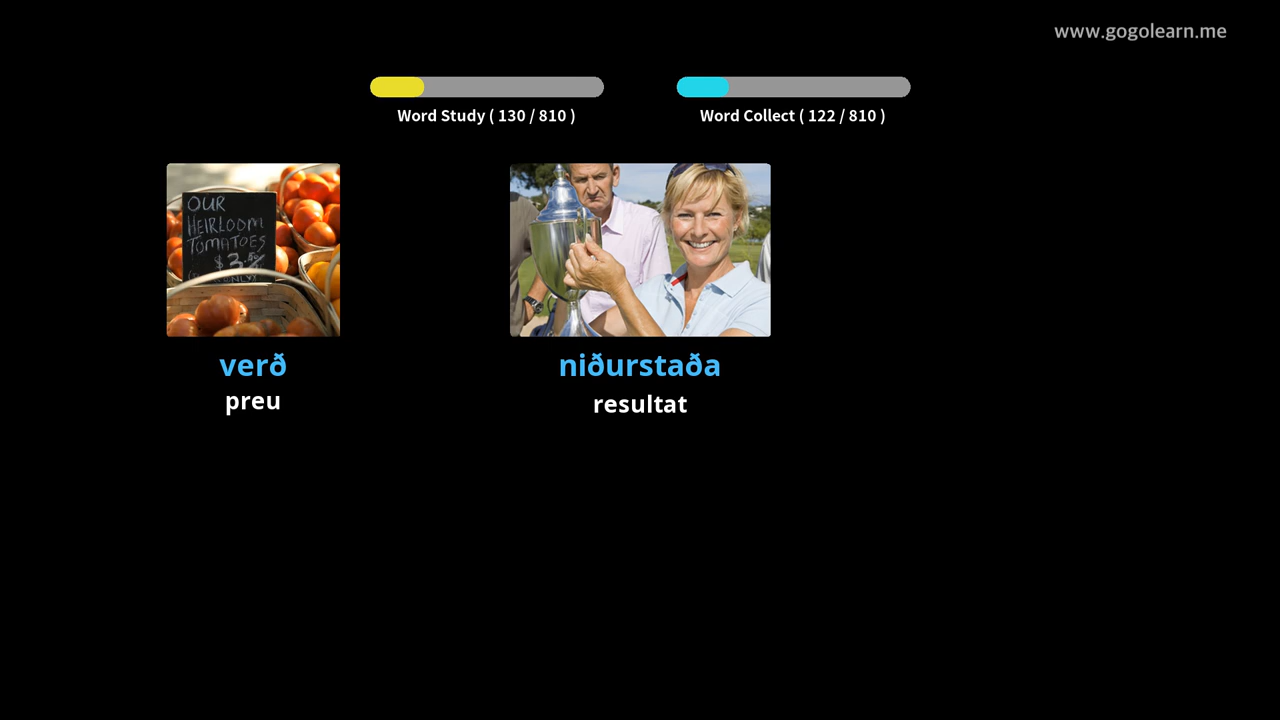 www.gogolearn.me
Word Study ( 130 / 810 )
Word Collect ( 122 / 810 )
OUR
HEIRLOOM
TOMATOES
verð
niðurstaða
preu
resultat